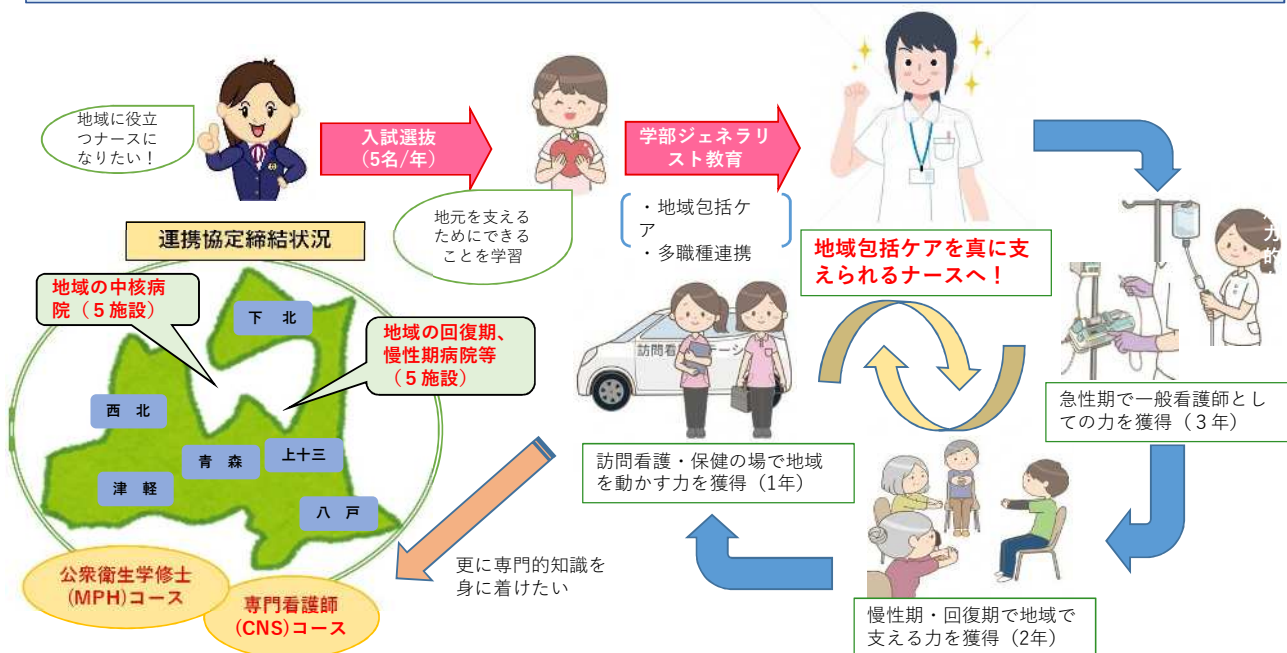 地域に役立
つナースに
なりたい！
入試選抜
（5名/年）
学部ジェネラリ
スト教育
地元を支える
ためにできる
ことを学習
・地域包括ケ
ア
・多職種連携
地域包括ケアを真に支
えられるナースへ！
力
的
急性期で一般看護師とし
ての力を獲得（３年）
慢性期・回復期で地域で
支える力を獲得（2年）
訪問看
ーシ
訪問看護・保健の場で地域
を動かす力を獲得（1年）
更に専門的知識を
身に着けたい
連携協定締結状況
地域の中核病
院（５施設）
地域の回復期、
慢性期病院等
（５施設）
下 北
西 北
青 森
上十三
津 軽
八 戸
公衆衛生学修士
(MPH)コース
専門看護師
(CNS)コース